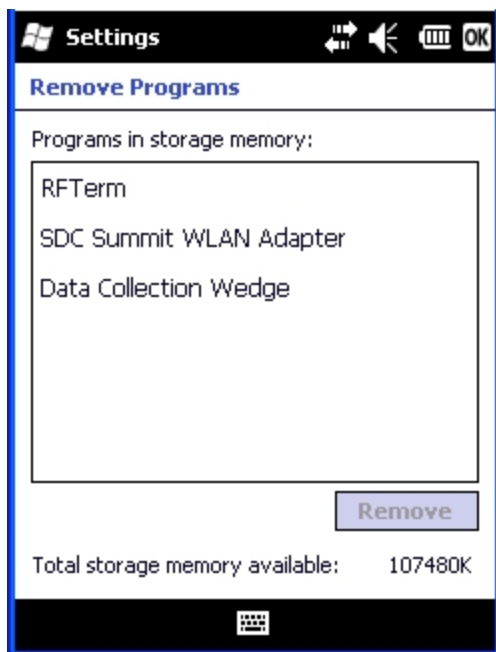 Settings
OK
Remove Programs
Programs in storage memory:
RFTerm
SDC Summit WLAN Adapter
Data Collection Wedge
Remove
Total storage memory available: 107480K